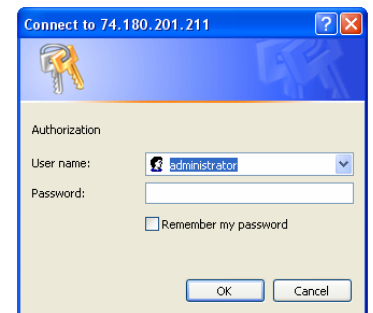 Connect to 74.180.201.211
Authorization
User name: administrator
Password:
Remember my password
OK Cancel